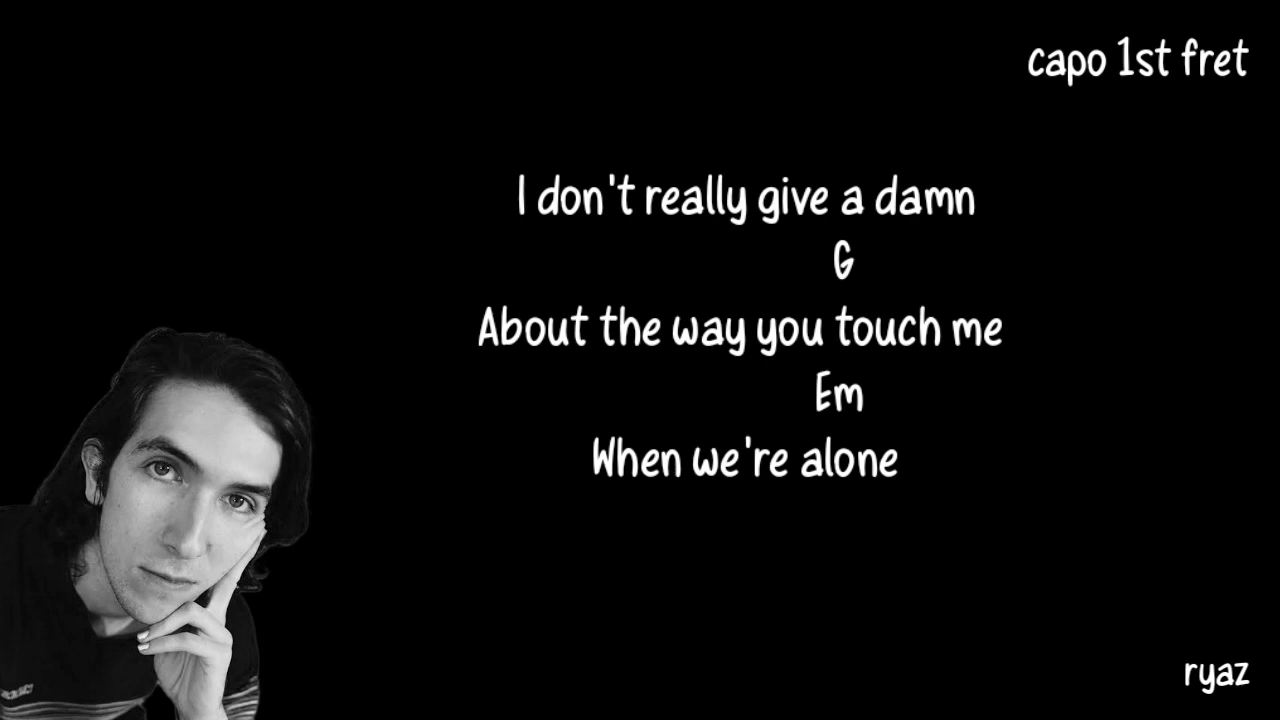 capo 1st fret
I don't really give a damn
G
About the way you touch me
Em
When we're alone
ryaz